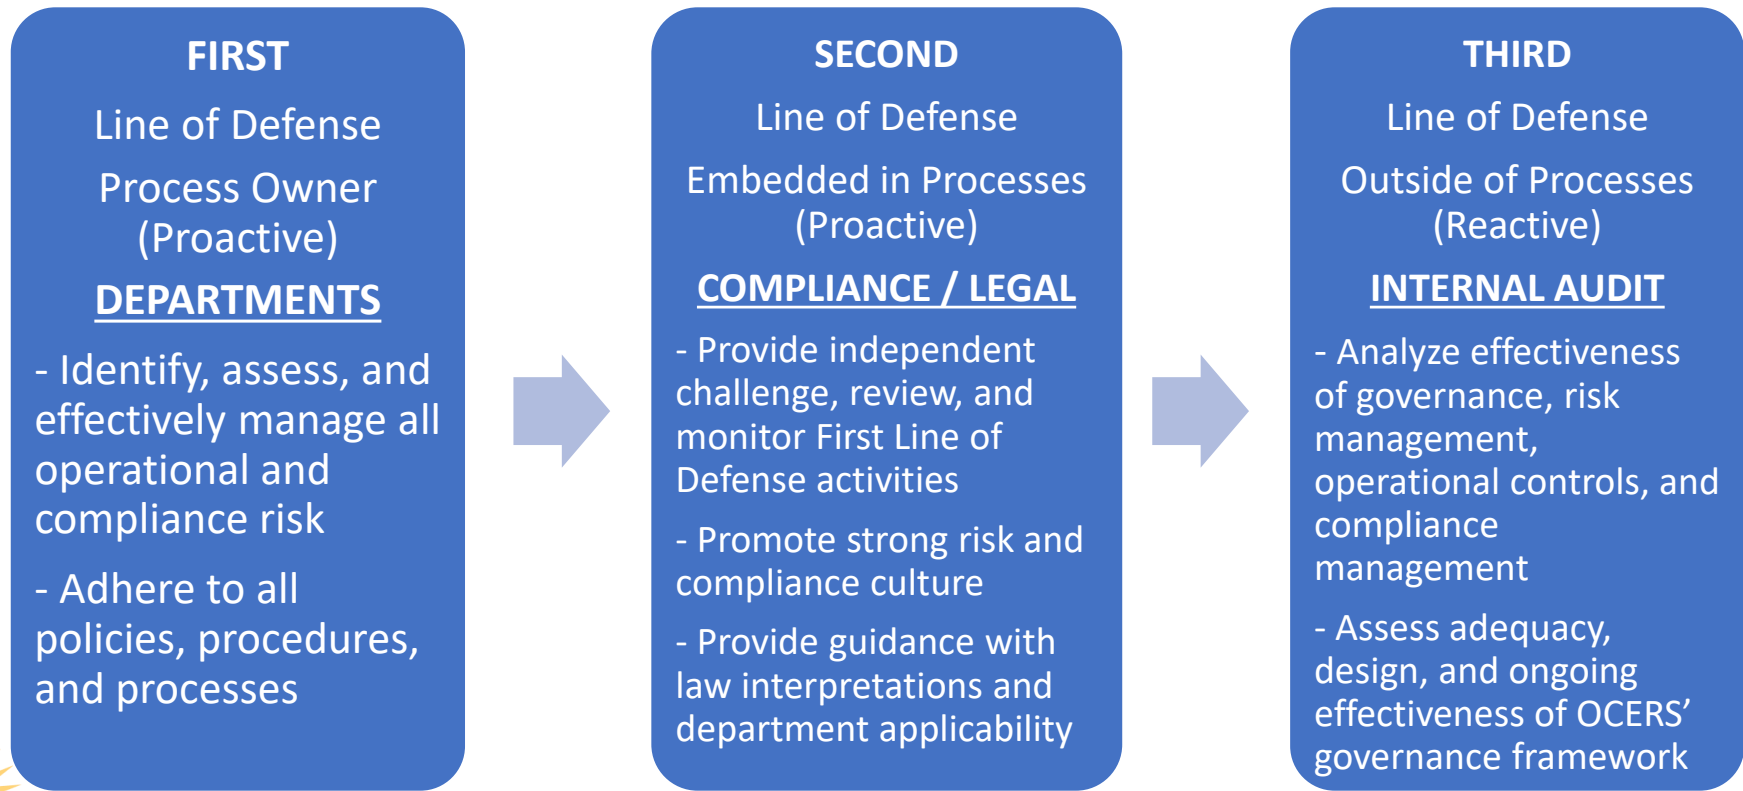 FIRST
Line of Defense
Process Owner
(Proactive)
DEPARTMENTS
- Identify, assess, and
effectively manage all
operational and
compliance risk
- Adhere to all
policies, procedures,
and processes
SECOND
Line of Defense
Embedded in Processes
(Proactive)
COMPLIANCE / LEGAL
- Provide independent
challenge, review, and
monitor First Line of
Defense activities
- Promote strong risk and
compliance culture
- Provide guidance with
law interpretations and
department applicability
THIRD
Line of Defense
Outside of Processes
(Reactive)
INTERNAL AUDIT
- Analyze effectiveness
of governance, risk
management,
operational controls, and
compliance
management
- Assess adequacy,
design, and ongoing
effectiveness of OCERS’
governance framework